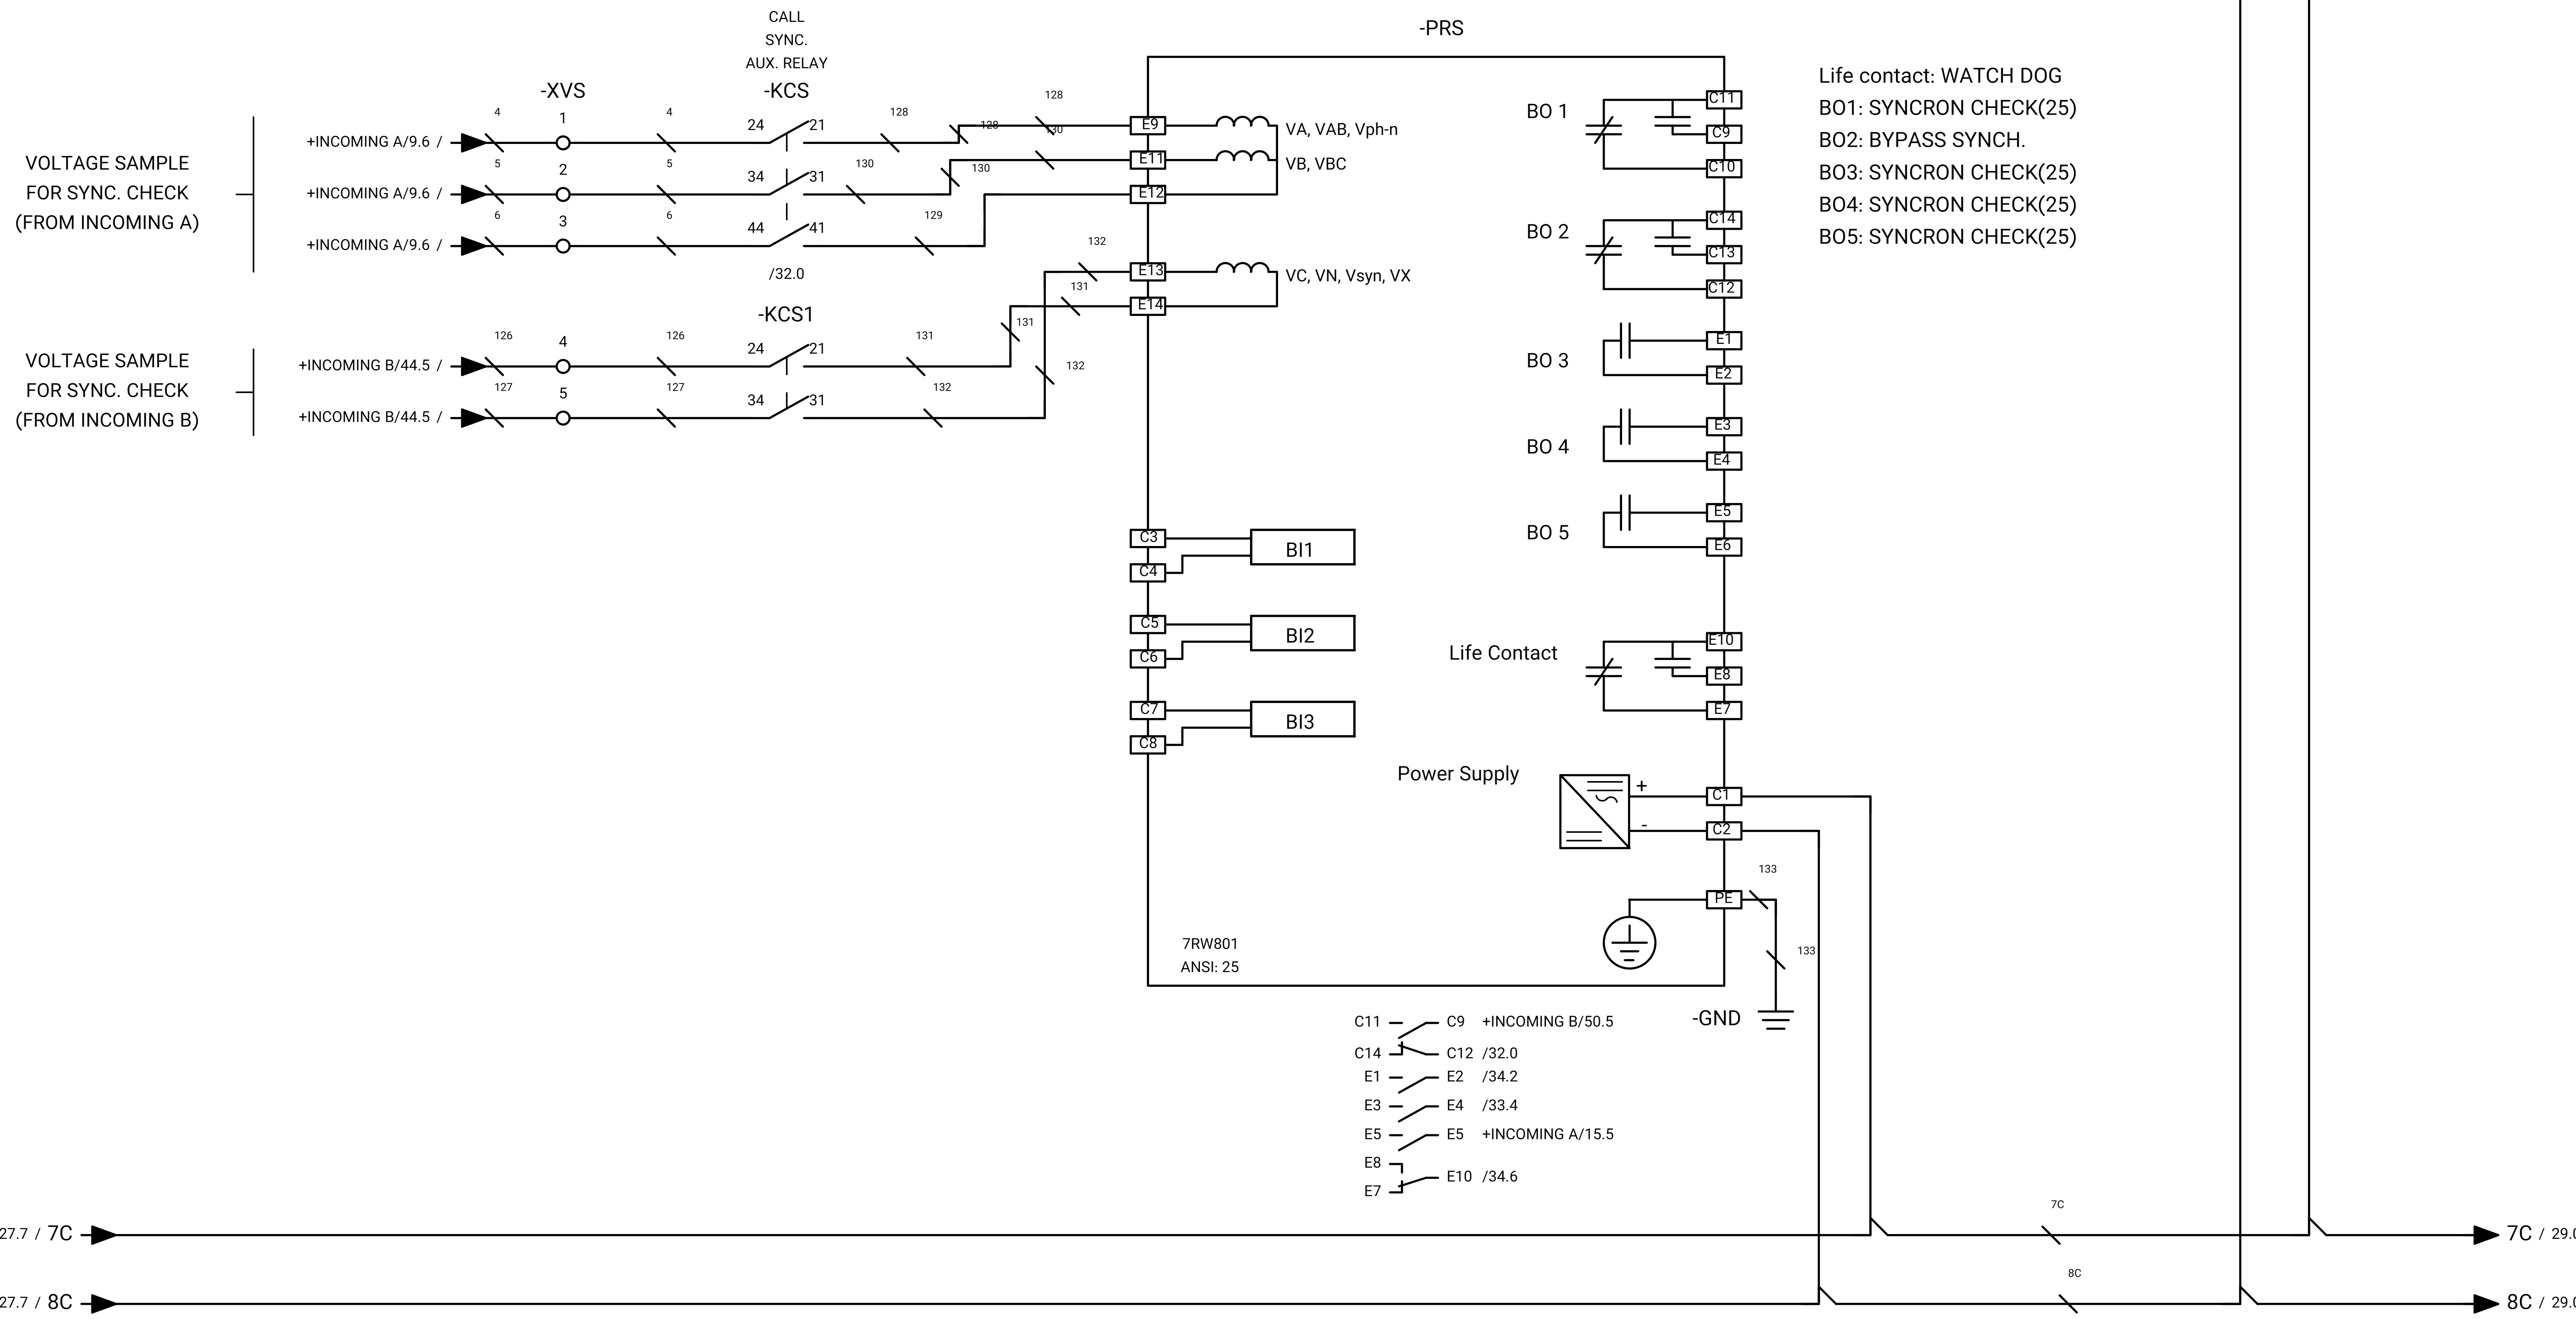 CALL
SYNC.
AUX. RELAY
-XVS
-KCS
-PRS
VOLTAGE SAMPLE
FOR SYNC. CHECK
(FROM INCOMING A)
+INCOMING A/9.6 /
4
1
4
24
21
128
128
128
+INCOMING A/9.6 /
5
2
5
34
31
130
130
130
+INCOMING A/9.6 /
6
3
6
44
41
129
/32.0
-KCS1
VOLTAGE SAMPLE
FOR SYNC. CHECK
(FROM INCOMING B)
+INCOMING B/44.5 /
126
4
126
24
21
131
131
131
+INCOMING B/44.5 /
127
5
127
34
31
132
132
132
E9
VA, VAB, Vph-n
E11
VB, VBC
E12
E13
VC, VN, Vsyn, VX
E14
C3
BI1
C4
C5
BI2
C6
C7
BI3
C8
7RW801
ANSI: 25
BO 1
C11
C9
C10
BO 2
C14
C13
C12
BO 3
E1
E2
BO 4
E3
E4
BO 5
E5
E6
Life Contact
E10
E8
E7
Power Supply
+
C1
-
C2
PE
133
133
-GND
Life contact: WATCH DOG
BO1: SYNCRON CHECK(25)
BO2: BYPASS SYNCH.
BO3: SYNCRON CHECK(25)
BO4: SYNCRON CHECK(25)
BO5: SYNCRON CHECK(25)
C11 C9 +INCOMING B/50.5
C14 C12 /32.0
E1 E2 /34.2
E3 E4 /33.4
E5 E5 +INCOMING A/15.5
E8
E10 /34.6
E7
27.7 / 7C
7C
7C / 29.0
27.7 / 8C
8C
8C / 29.0